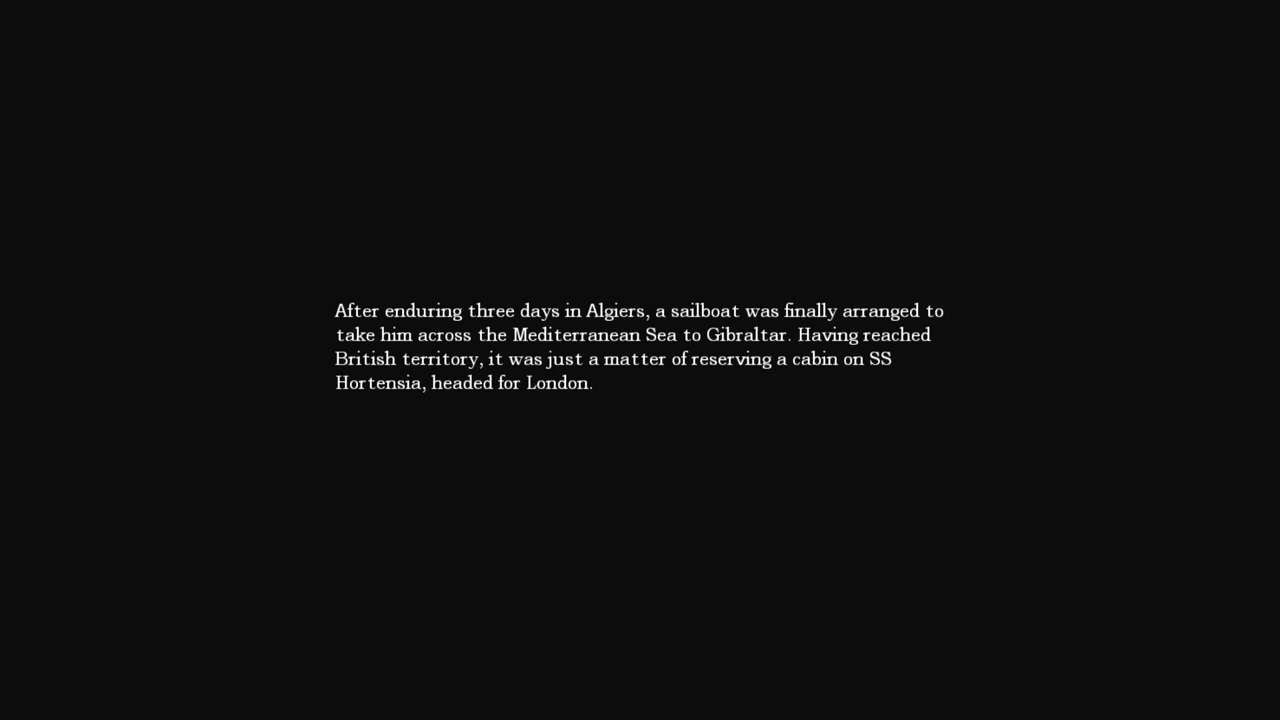 After enduring three days in Algiers, a sailboat was finally arranged to
take him across the Mediterranean Sea to Gibraltar. Having reached
British territory, it was just a matter of reserving a cabin on SS
Hortensia, headed for London.